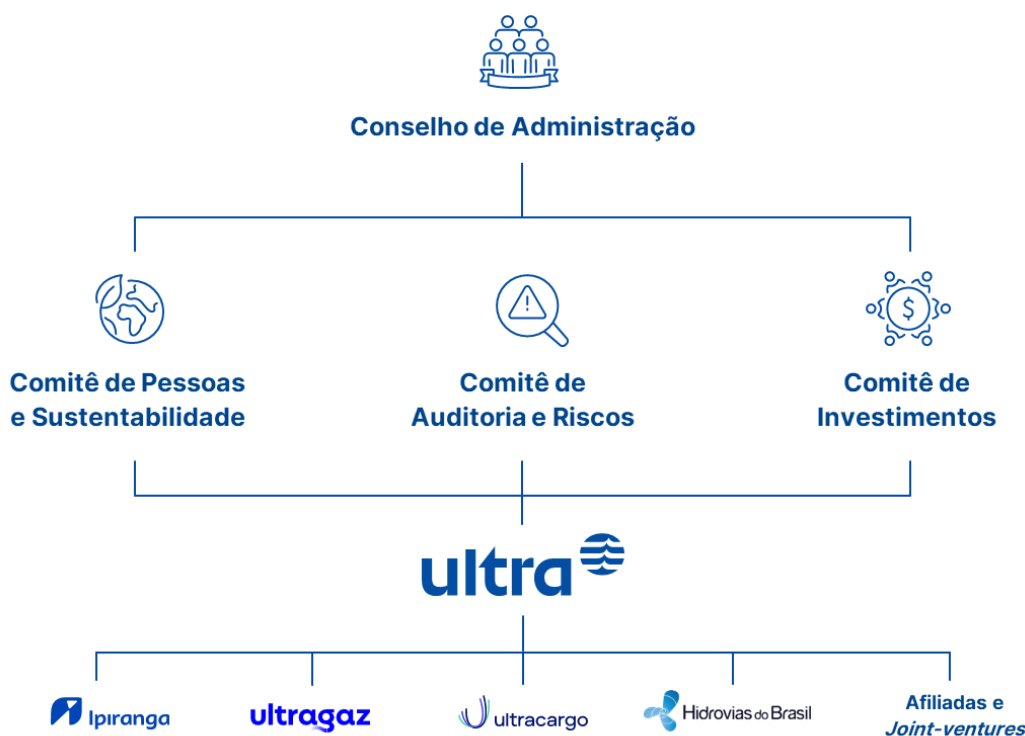 Conselho de Administração
Comitê de Pessoas
e Sustentabilidade
Comitê de
Auditoria e Riscos
$
Comitê de
Investimentos
ultra
Ipiranga
ultragaz
ultracargo
Hidrovias do Brasil
Afiliadas e
Joint-ventures